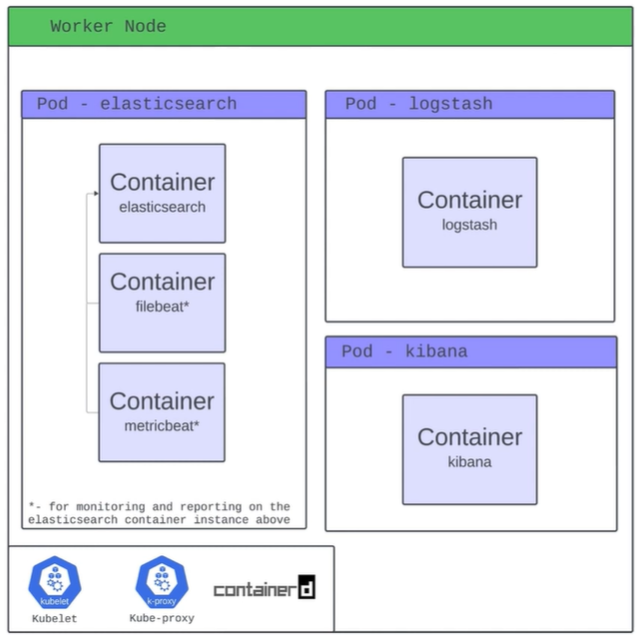 Worker Node
Pod - elasticsearch
Container
elasticsearch
Container
filebeat*
Container
metricbeat*
*- for monitoring and reporting on the
elasticsearch container instance above
Pod - logstash
Container
logstash
Pod - kibana
Container
kibana
kubelet
Kubelet
k-proxy
Kube-proxy
containerd